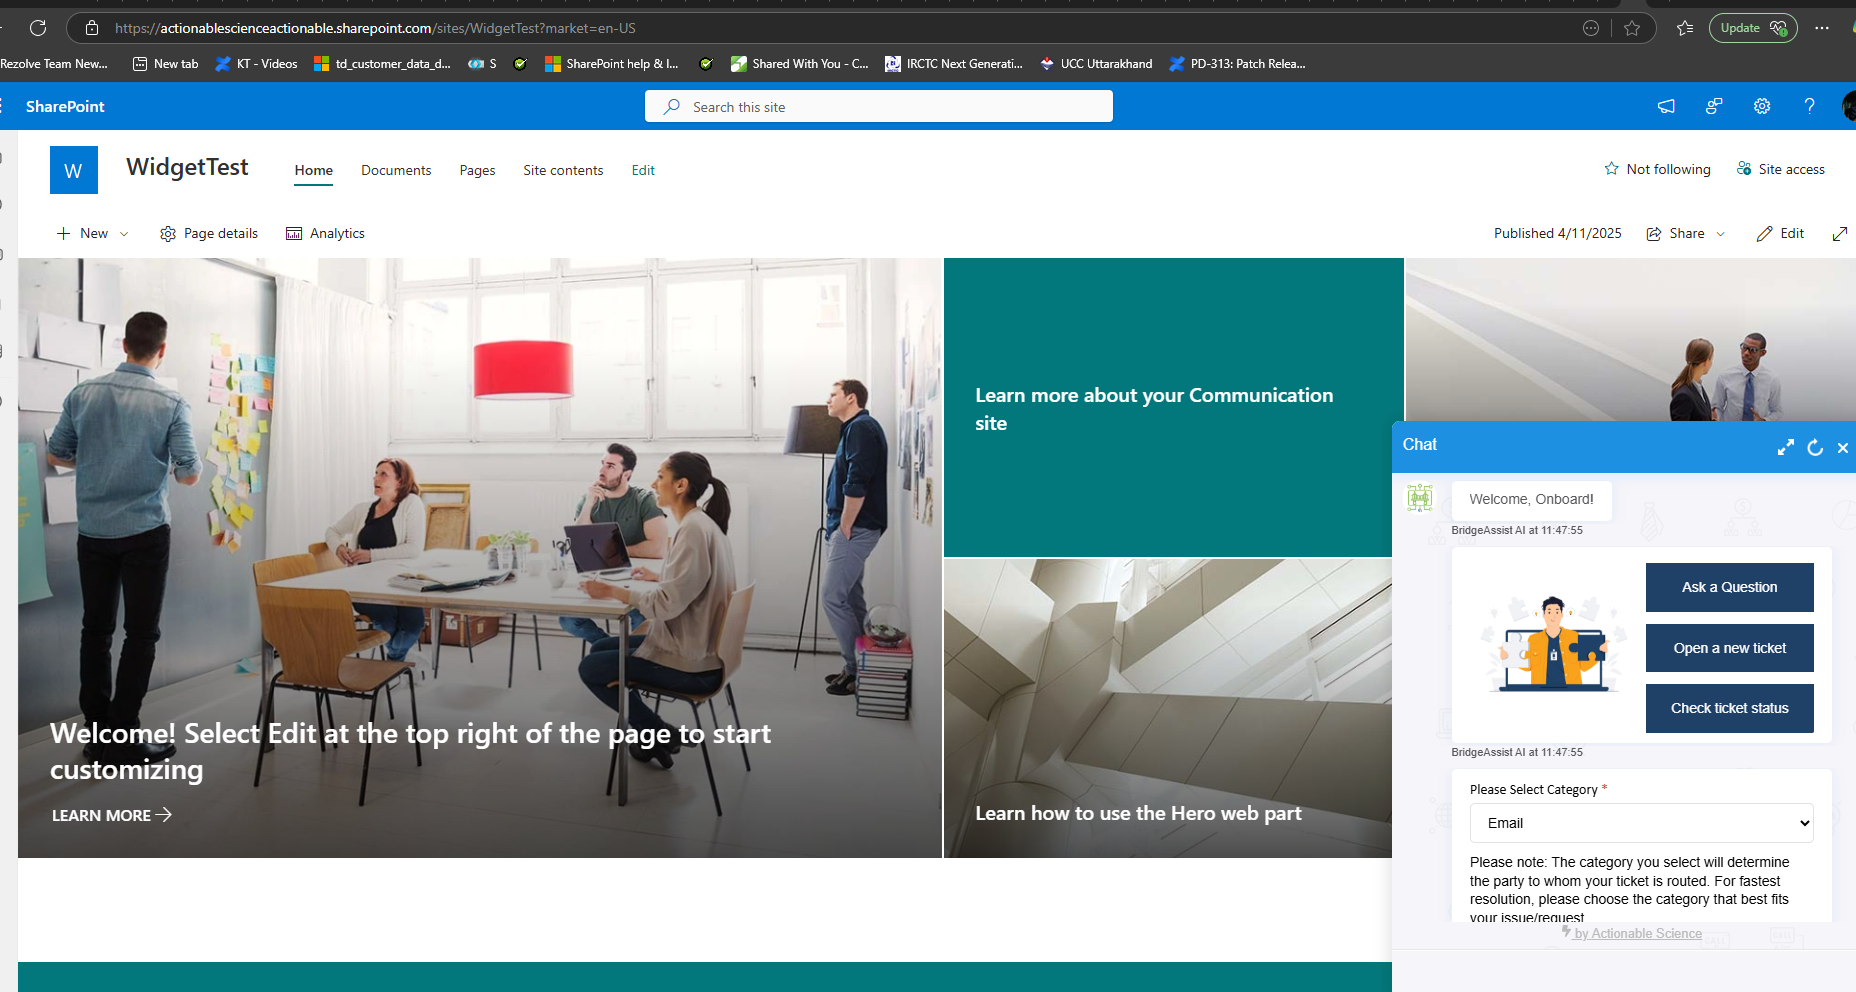 https://actionablescienceactionable.sharepoint.com/sites/WidgetTest?market=en-US
Update
Rezolve Team New...
New tab
KT - Videos
td_customer_data_d...
S
SharePoint help & l...
Shared With You - C...
IRCTC Next Generati...
UCC Uttarakhand
PD-313: Patch Relea...
SharePoint
Search this site
W
WidgetTest
Home
Documents
Pages
Site contents
Edit
Not following
Site access
New
Page details
Analytics
Published 4/11/2025
Share
Edit
Welcome! Select Edit at the top right of the page to start
customizing
LEARN MORE
Learn more about your Communication
site
Learn how to use the Hero web part
Chat
Welcome, Onboard!
BridgeAssist AI at 11:47:55
Ask a Question
Open a new ticket
Check ticket status
BridgeAssist AI at 11:47:55
Please Select Category *
Email
Please note: The category you select will determine
the party to whom your ticket is routed. For fastest
resolution, please choose the category that best fits
your issue/request
by Actionable Science